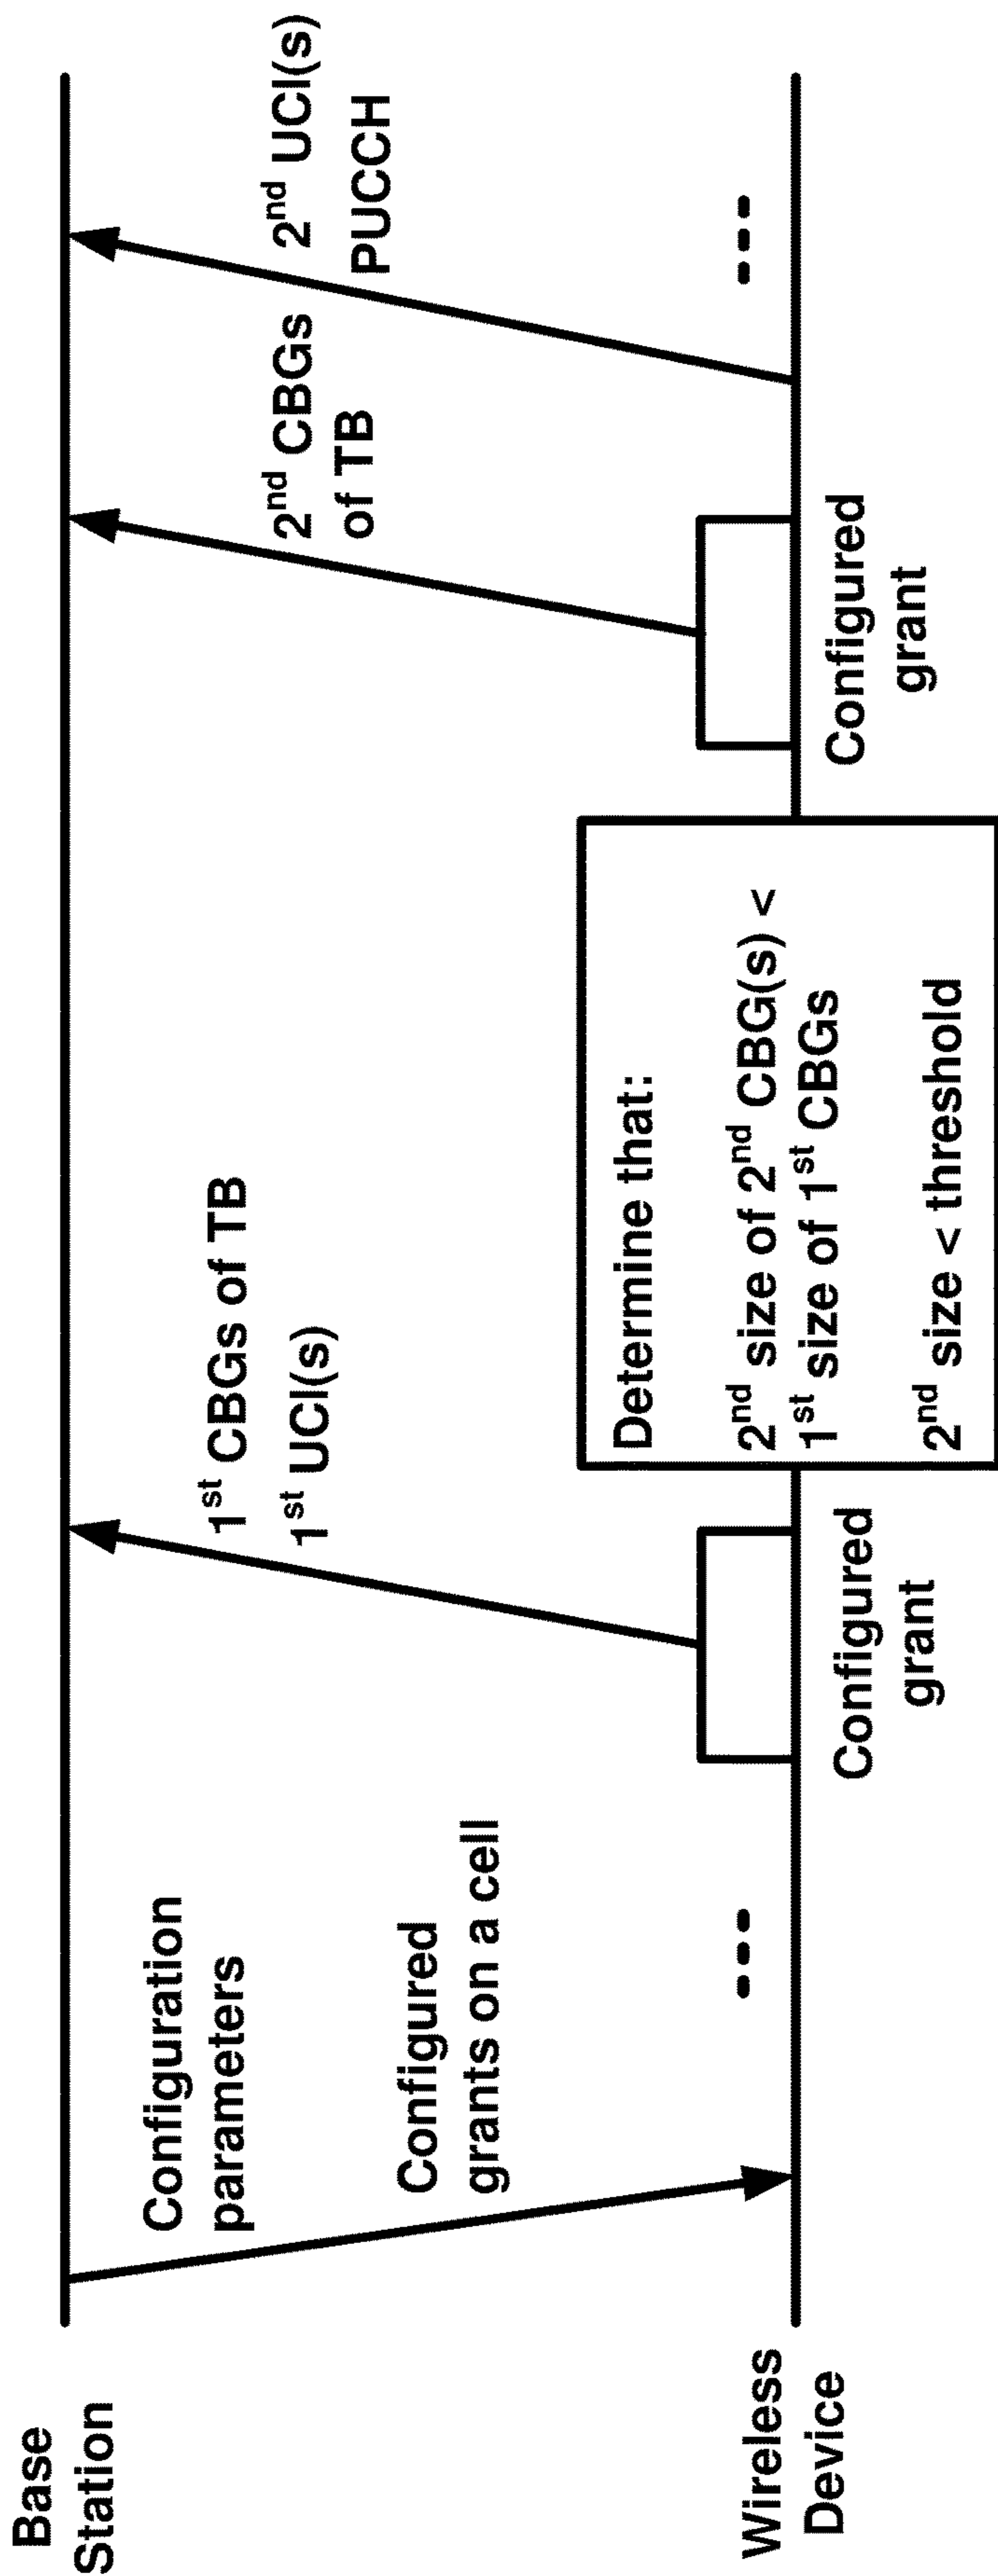 Base
Station
Configuration
parameters
Configured
grants on a cell
1st CBGs of TB
1st UCI(s)
2nd CBGs
of TB
2nd UCI(s)
PUCCH
Wireless
Device
Configured
grant
Determine that:
2nd size of 2nd CBG(s) <
1st size of 1st CBGs
2nd size < threshold
Configured
grant